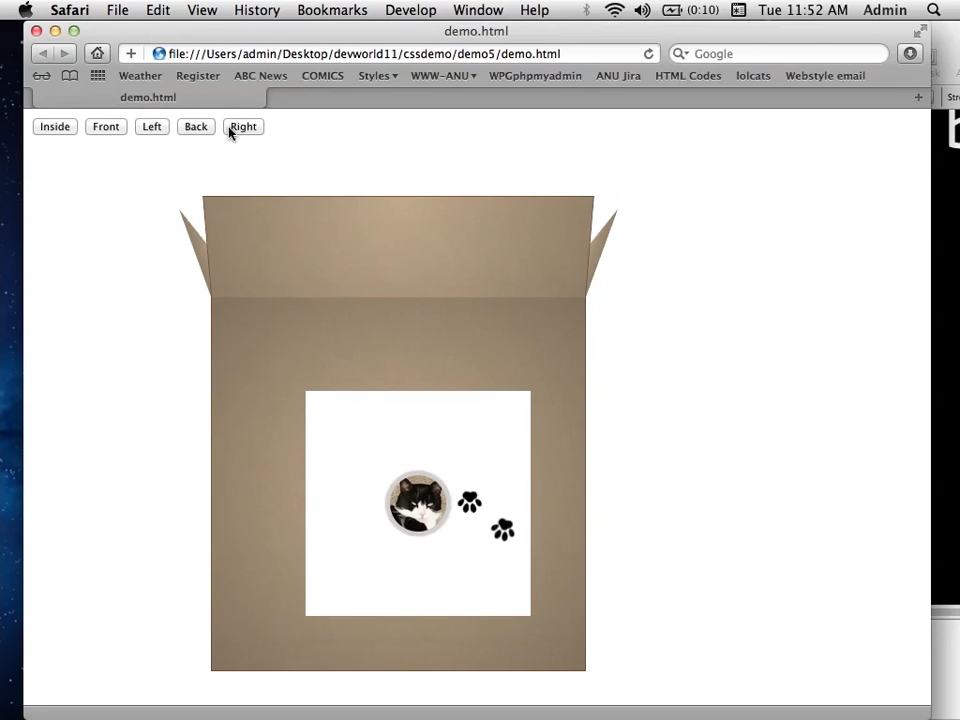 Safari File Edit View History Bookmarks Develop Window Help (0:10) Tue 11:52 AM Admin
demo.html
file:///Users/admin/Desktop/devworld11/cssdemo/demo5/demo.html Google
Weather Register ABC News COMICS Styles WWW-ANU WPGphpmyadmin ANU Jira HTML Codes lolcats Webstyle email
demo.html
Inside Front Left Back Right